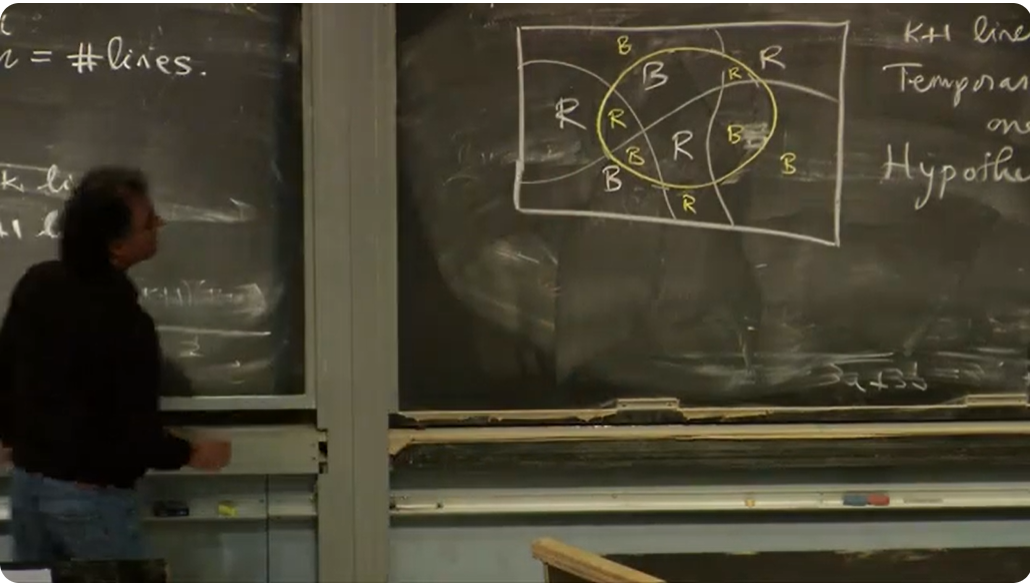 n = #lines.
k li
+1 l
B
R
B
R
R
R
B
R
B
B
B
R
k+1 line
Temporar
on
Hypothe